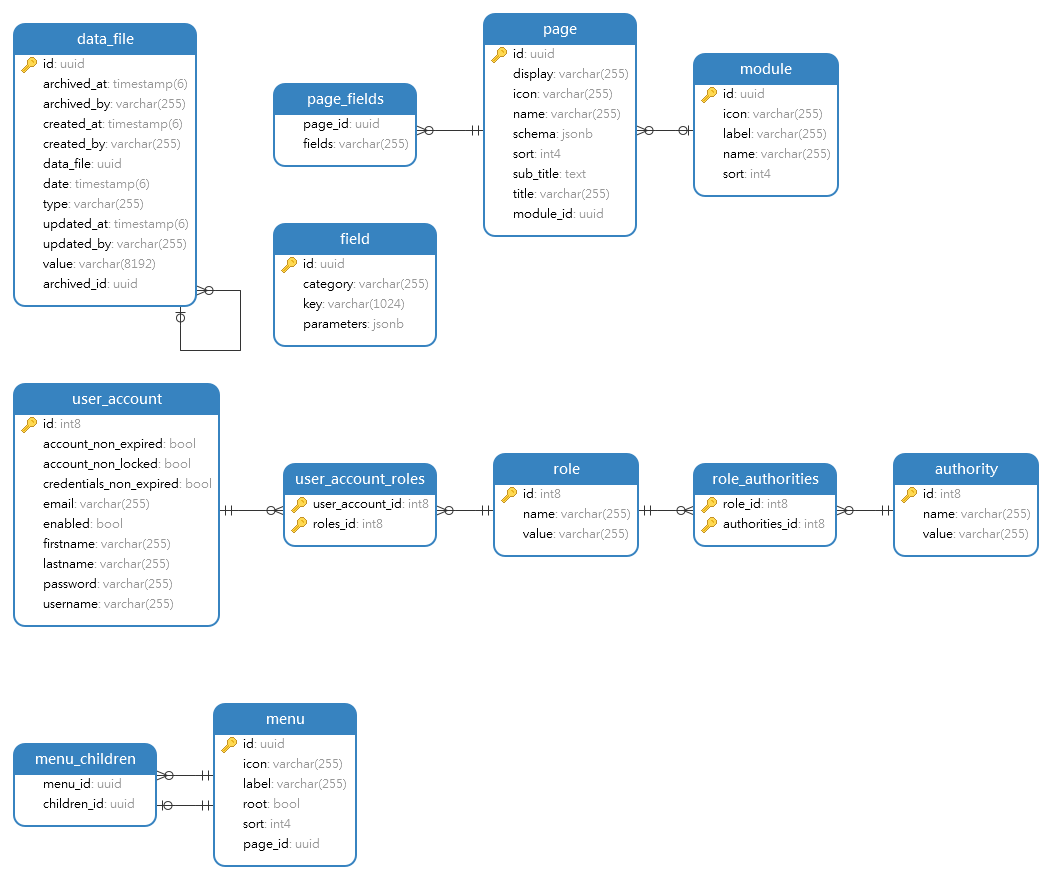 data_file
id: uuid
archived_at: timestamp(6)
archived_by: varchar(255)
created_at: timestamp(6)
created_by: varchar(255)
data_file: uuid
date: timestamp(6)
type: varchar(255)
updated_at: timestamp(6)
updated_by: varchar(255)
value: varchar(8192)
archived_id: uuid
page_fields
page_id: uuid
fields: varchar(255)
page
id: uuid
display: varchar(255)
icon: varchar(255)
name: varchar(255)
schema: jsonb
sort: int4
sub_title: text
title: varchar(255)
module_id: uuid
module
id: uuid
icon: varchar(255)
label: varchar(255)
name: varchar(255)
sort: int4
field
id: uuid
category: varchar(255)
key: varchar(1024)
parameters: jsonb
user_account
id: int8
account_non_expired: bool
account_non_locked: bool
credentials_non_expired: bool
email: varchar(255)
enabled: bool
firstname: varchar(255)
lastname: varchar(255)
password: varchar(255)
username: varchar(255)
user_account_roles
user_account_id: int8
roles_id: int8
role
id: int8
name: varchar(255)
value: varchar(255)
role_authorities
role_id: int8
authorities_id: int8
authority
id: int8
name: varchar(255)
value: varchar(255)
menu_children
menu_id: uuid
children_id: uuid
menu
id: uuid
icon: varchar(255)
label: varchar(255)
root: bool
sort: int4
page_id: uuid